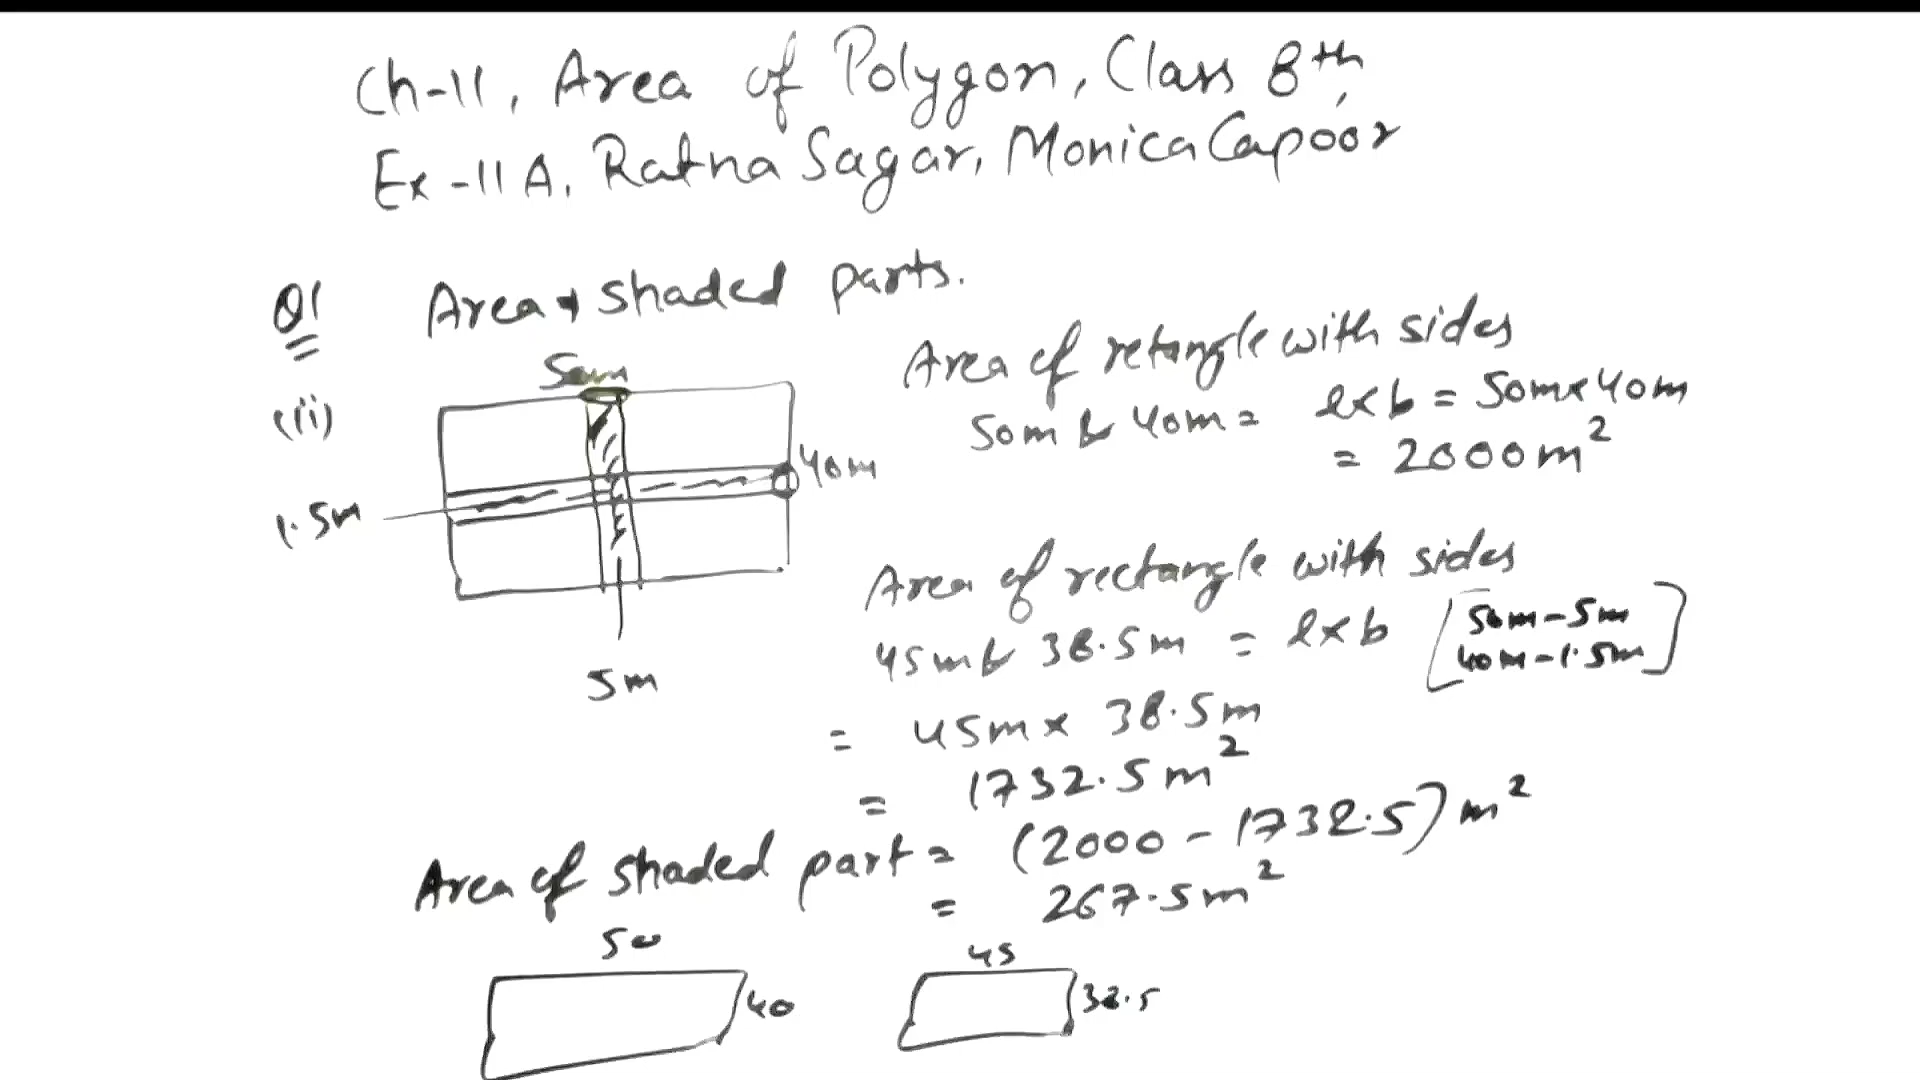 Ch-11, Area of Polygon, Class 8th,
Ex-11A, Ratna Sagar, Monica Capoor
Q1 Area of shaded parts.
(ii)
50m
40m
1.5m
5m
Area of retangle with sides
50m & 40m = l×b = 50m×40m
= 2000m²
Area of rectangle with sides
45m & 38.5m = l×b [50m-5m
40m-1.5m]
= 45m× 38.5m
= 1732.5m²
Area of shaded part = (2000 - 1732.5) m²
= 267.5m²
50
40
45
38.5